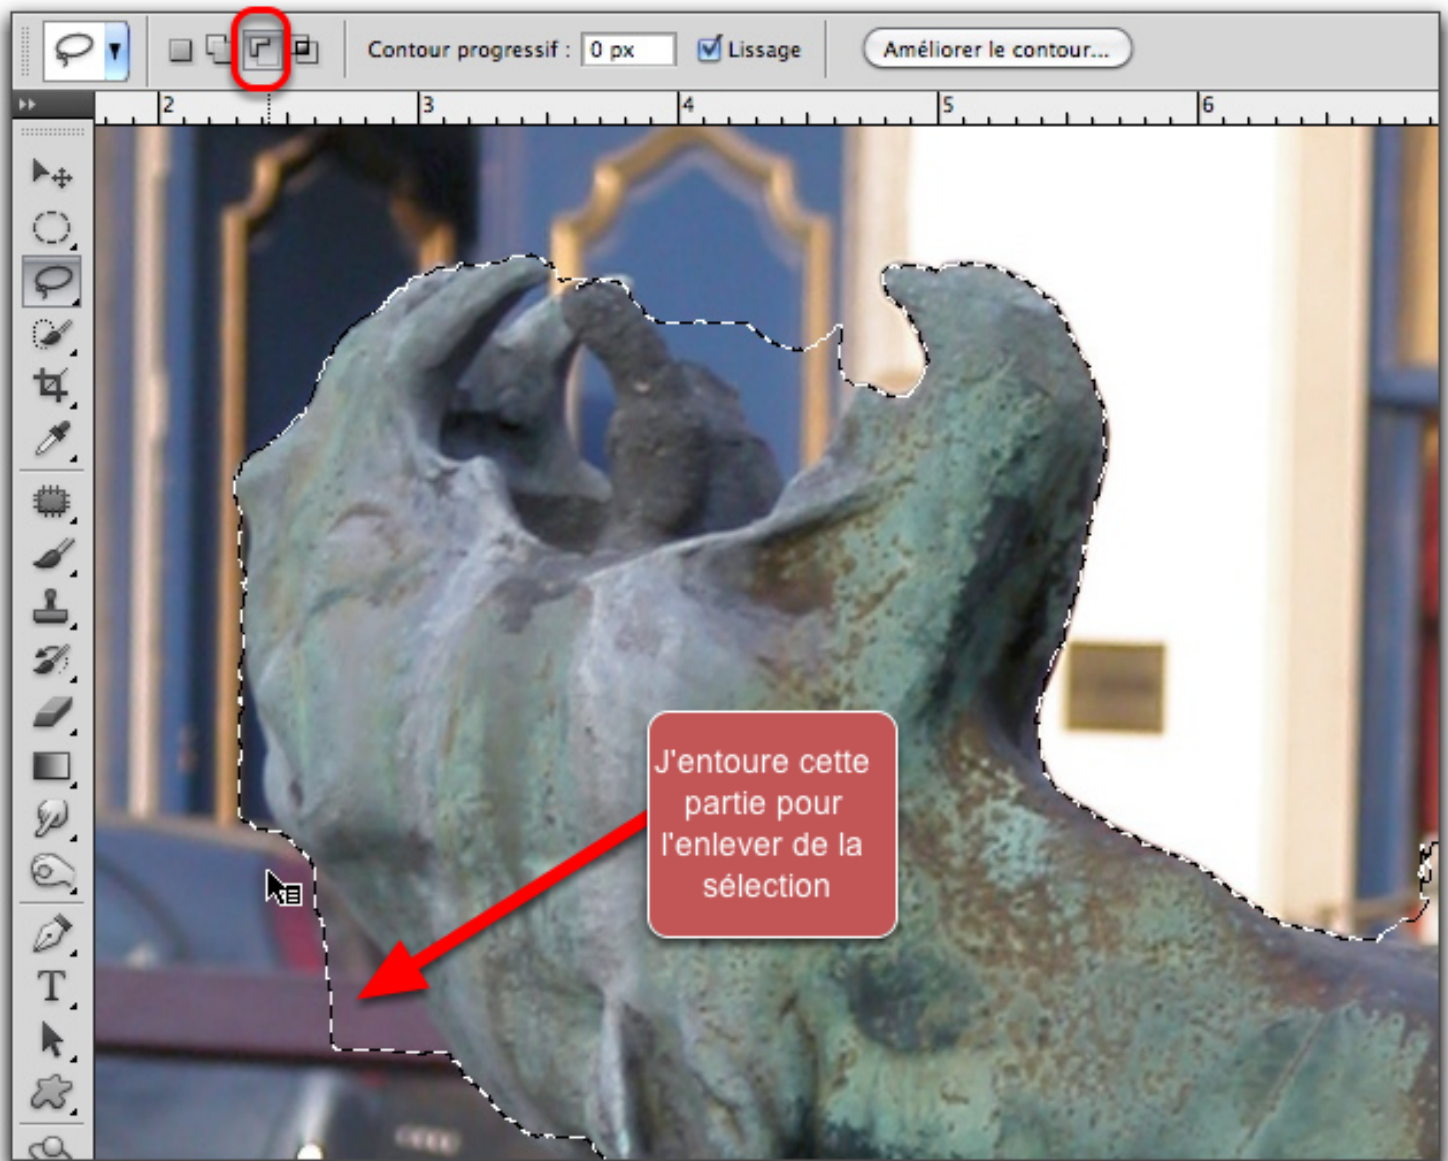 Contour progressif : 0 px Lissage Améliorer le contour...
2 3 4 5 6
J'entoure cette
partie pour
l'enlever de la
sélection
T